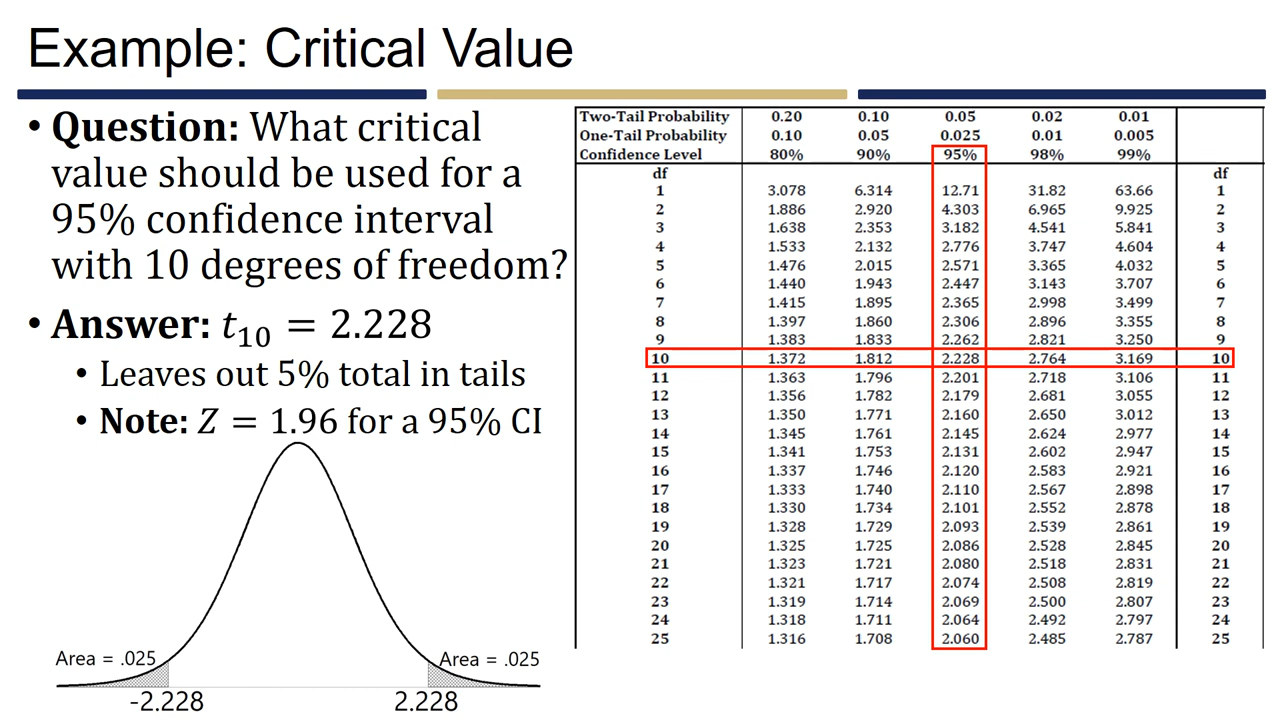 Example: Critical Value
• Question: What critical
value should be used for a
95% confidence interval
with 10 degrees of freedom?
• Answer: t₁₀ = 2.228
• Leaves out 5% total in tails
• Note: Z = 1.96 for a 95% CI
Area = .025 Area = .025
-2.228 2.228
Two-Tail Probability 0.20 0.10 0.05 0.02 0.01
One-Tail Probability 0.10 0.05 0.025 0.01 0.005
Confidence Level 80% 90% 95% 98% 99%
df df
1 3.078 6.314 12.71 31.82 63.66 1
2 1.886 2.920 4.303 6.965 9.925 2
3 1.638 2.353 3.182 4.541 5.841 3
4 1.533 2.132 2.776 3.747 4.604 4
5 1.476 2.015 2.571 3.365 4.032 5
6 1.440 1.943 2.447 3.143 3.707 6
7 1.415 1.895 2.365 2.998 3.499 7
8 1.397 1.860 2.306 2.896 3.355 8
9 1.383 1.833 2.262 2.821 3.250 9
10 1.372 1.812 2.228 2.764 3.169 10
11 1.363 1.796 2.201 2.718 3.106 11
12 1.356 1.782 2.179 2.681 3.055 12
13 1.350 1.771 2.160 2.650 3.012 13
14 1.345 1.761 2.145 2.624 2.977 14
15 1.341 1.753 2.131 2.602 2.947 15
16 1.337 1.746 2.120 2.583 2.921 16
17 1.333 1.740 2.110 2.567 2.898 17
18 1.330 1.734 2.101 2.552 2.878 18
19 1.328 1.729 2.093 2.539 2.861 19
20 1.325 1.725 2.086 2.528 2.845 20
21 1.323 1.721 2.080 2.518 2.831 21
22 1.321 1.717 2.074 2.508 2.819 22
23 1.319 1.714 2.069 2.500 2.807 23
24 1.318 1.711 2.064 2.492 2.797 24
25 1.316 1.708 2.060 2.485 2.787 25